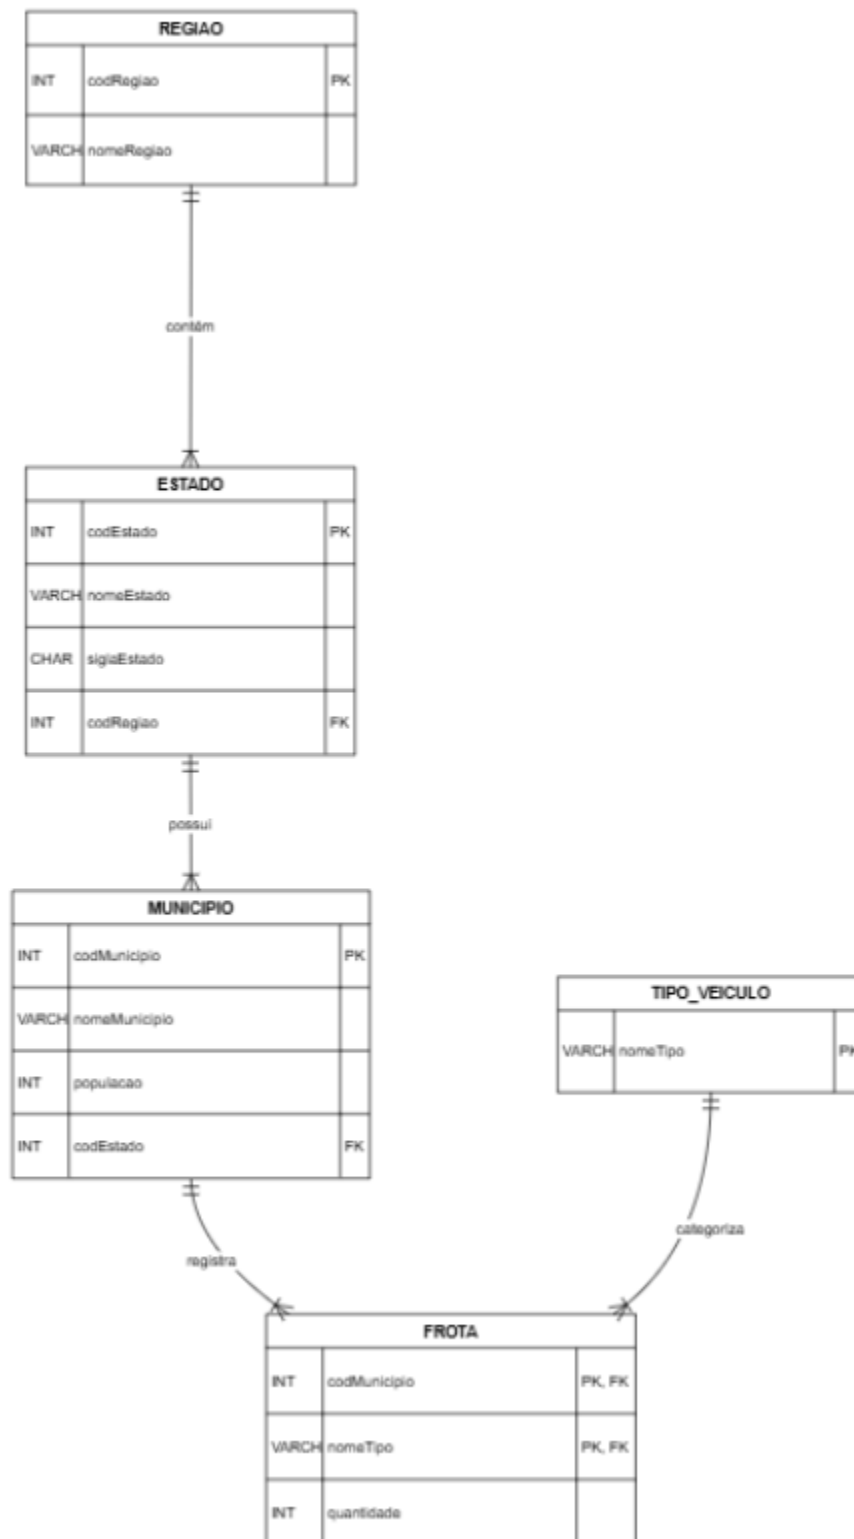 REGIAO
INT codRegiao PK
VARCH nomeRegiao
contém
ESTADO
INT codEstado PK
VARCH nomeEstado
CHAR siglaEstado
INT codRegiao FK
possui
MUNICIPIO
INT codMunicipio PK
VARCH nomeMunicipio
INT populacao
INT codEstado FK
TIPO_VEICULO
VARCH nomeTipo PK
categoriza
registra
FROTA
INT codMunicipio PK, FK
VARCH nomeTipo PK, FK
INT quantidade